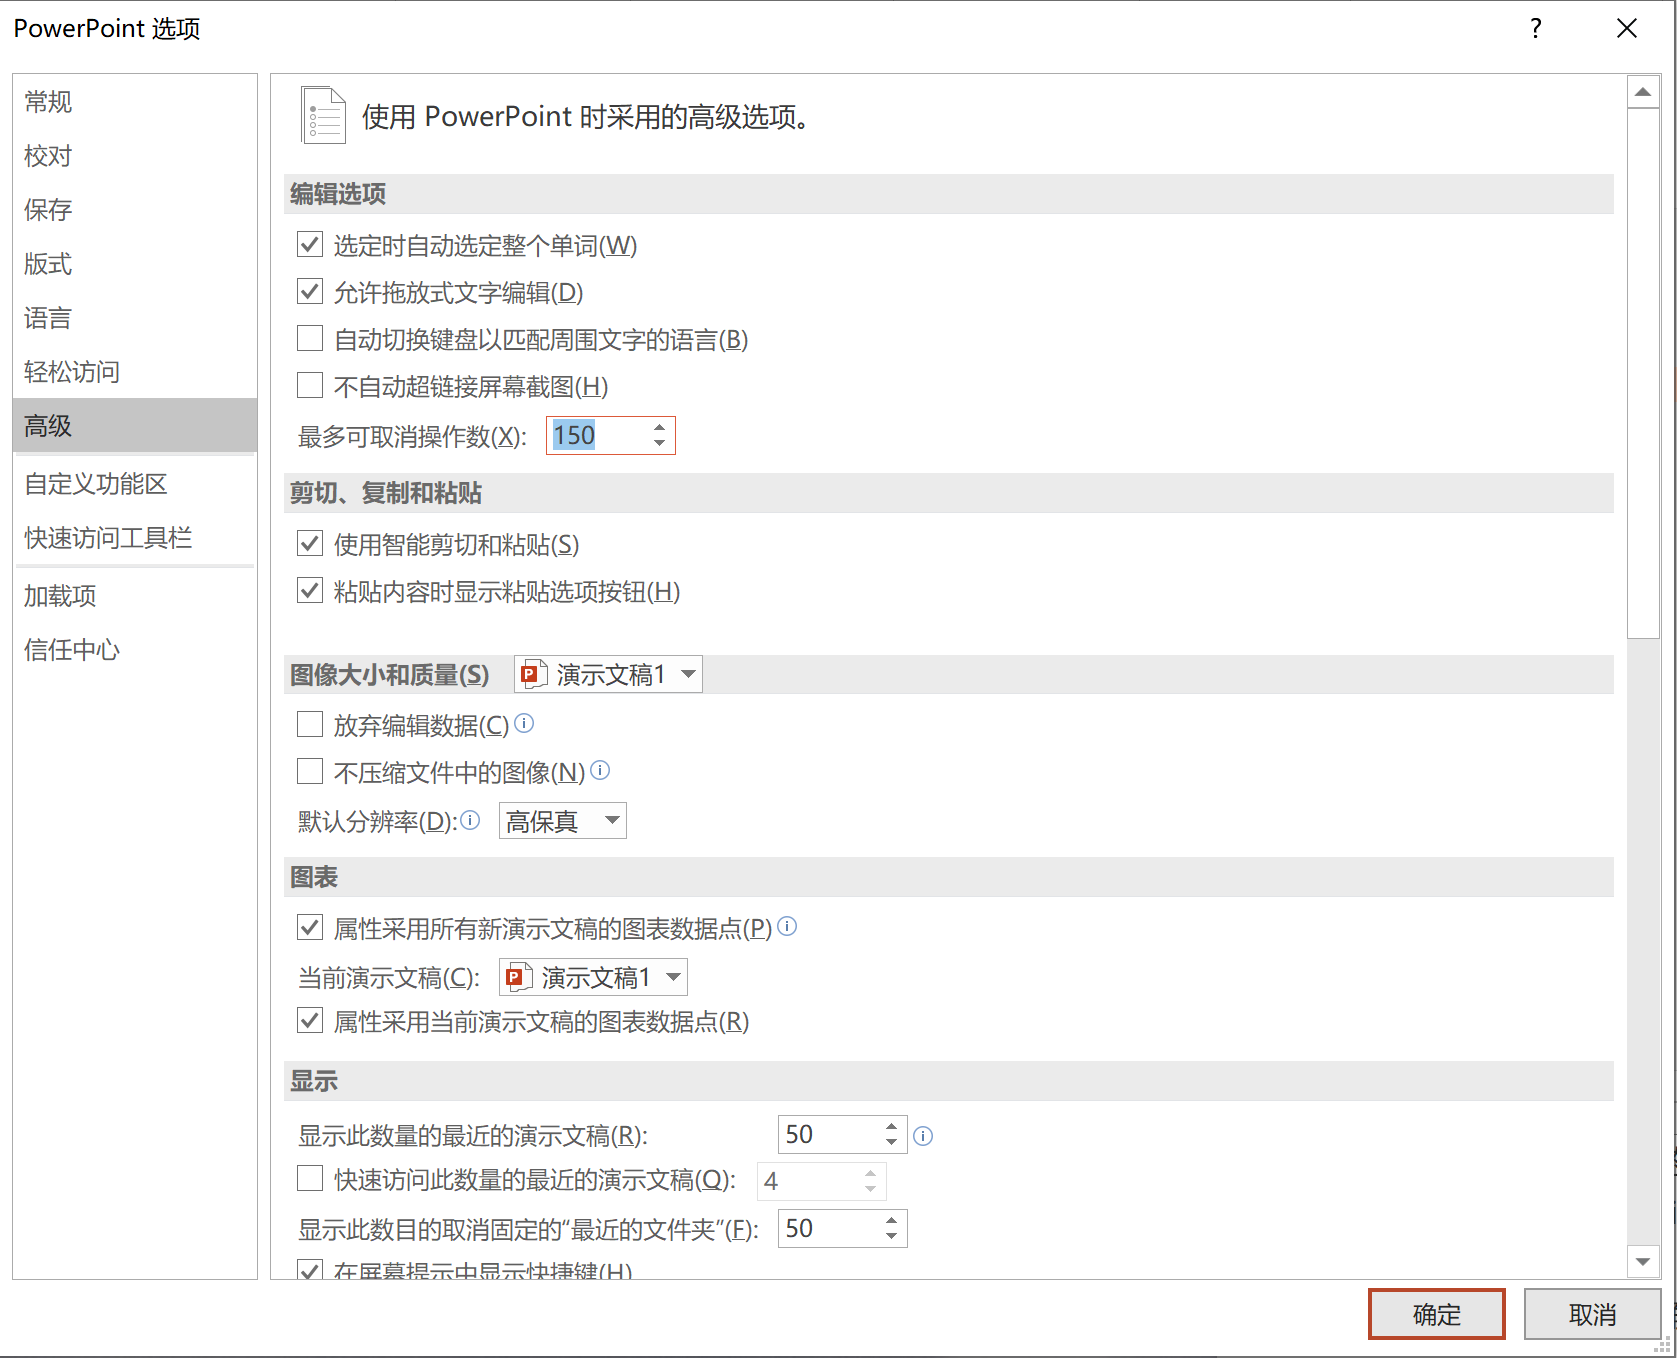 PowerPoint 选项
?
常规
校对
保存
版式
语言
轻松访问
高级
自定义功能区
快速访问工具栏
加载项
信任中心
使用 PowerPoint 时采用的高级选项。
编辑选项
选定时自动选定整个单词(W)
允许拖放式文字编辑(D)
自动切换键盘以匹配周围文字的语言(B)
不自动超链接屏幕截图(H)
最多可取消操作数(X): 150
剪切、复制和粘贴
使用智能剪切和粘贴(S)
粘贴内容时显示粘贴选项按钮(H)
图像大小和质量(S) 演示文稿1
放弃编辑数据(C)
不压缩文件中的图像(N)
默认分辨率(D): 高保真
图表
属性采用所有新演示文稿的图表数据点(P)
当前演示文稿(C): 演示文稿1
属性采用当前演示文稿的图表数据点(R)
显示
显示此数量的最近的演示文稿(R): 50
快速访问此数量的最近的演示文稿(Q): 4
显示此数目的取消固定的“最近的文件夹”(F): 50
在屏幕提示中显示快捷键(H)
确定 取消